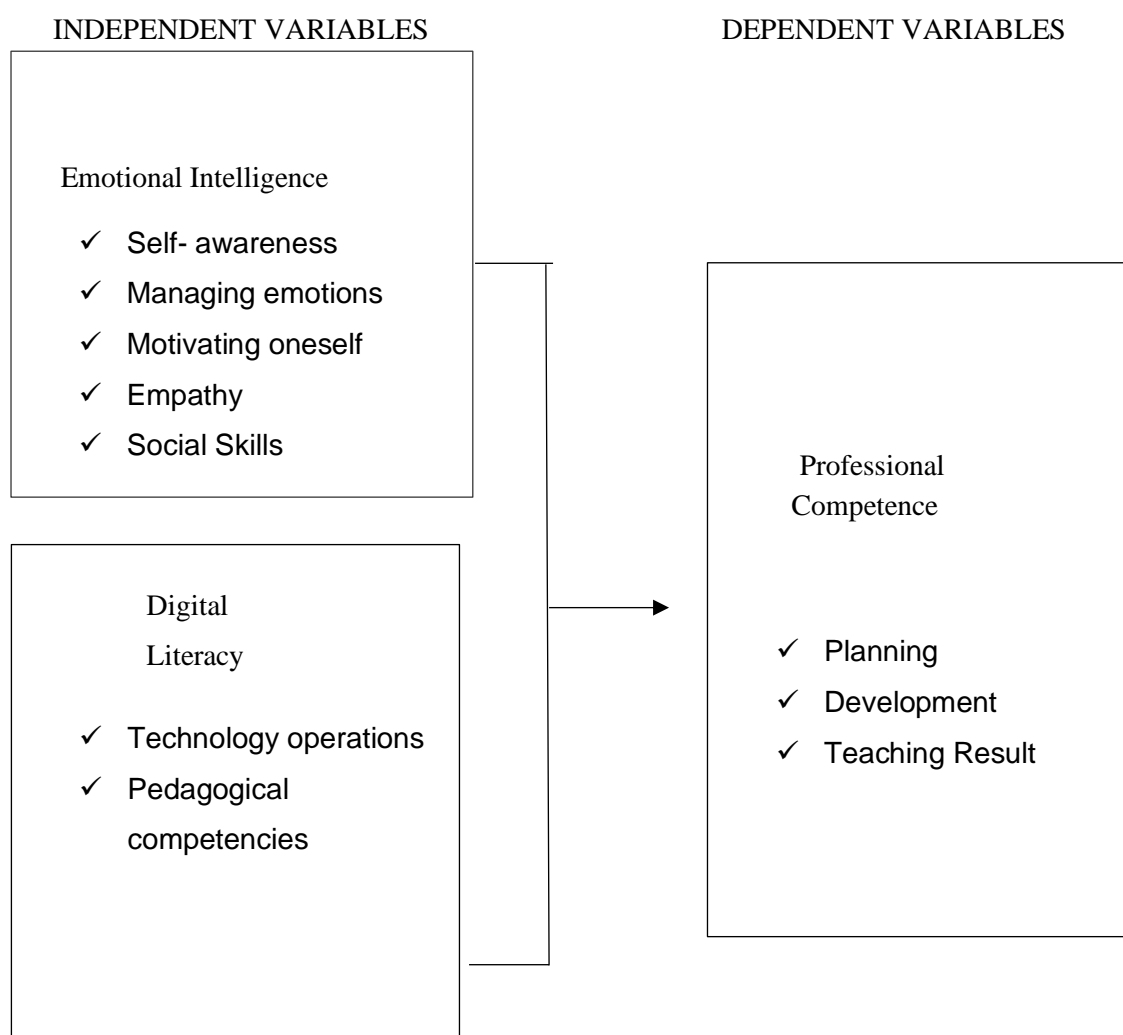 INDEPENDENT VARIABLES
DEPENDENT VARIABLES
Emotional Intelligence
✓ Self- awareness
✓ Managing emotions
✓ Motivating oneself
✓ Empathy
✓ Social Skills
Digital
Literacy
✓ Technology operations
✓ Pedagogical
competencies
Professional
Competence
✓ Planning
✓ Development
✓ Teaching Result